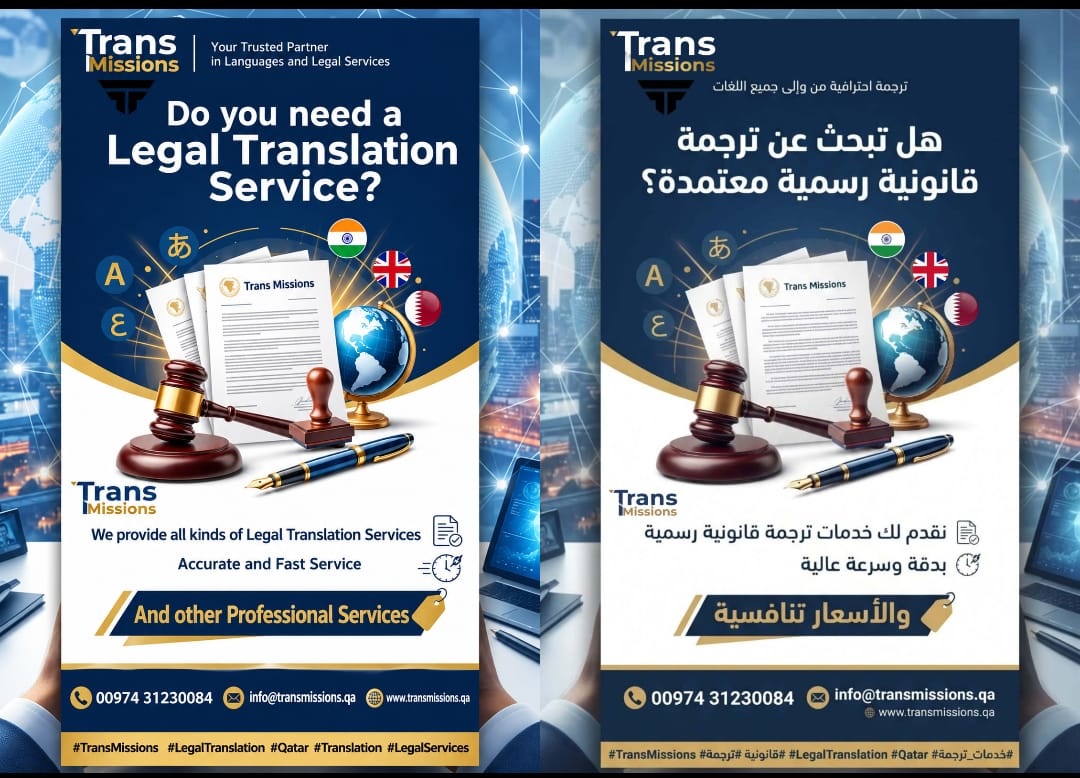 Trans
Missions
Your Trusted Partner
in Languages and Legal Services
Do you need a
Legal Translation
Service?
あ
A
ع
Trans Missions
Trans
Missions
We provide all kinds of Legal Translation Services
Accurate and Fast Service
And other Professional Services
00974 31230084
info@transmissions.qa
www.transmissions.qa
#TransMissions #LegalTranslation #Qatar #Translation #LegalServices
Trans
Missions
ترجمة احترافية من وإلى جميع اللغات
هل تبحث عن ترجمة
قانونية رسمية معتمدة؟
あ
A
ع
Trans Missions
Trans
Missions
نقدم لك خدمات ترجمة قانونية رسمية
بدقة وسرعة عالية
والأسعار تنافسية
00974 31230084
info@transmissions.qa
www.transmissions.qa
#TransMissions #ترجمة #قانونية #LegalTranslation #Qatar #خدمات_ترجمة